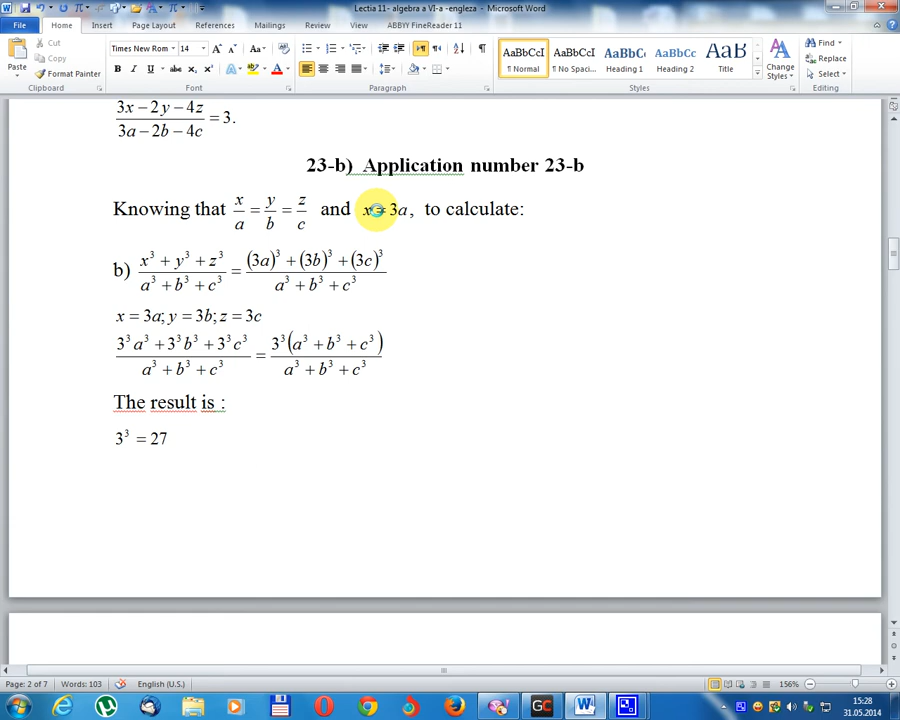 Lectia 11- algebra a VI-a -engleza - Microsoft Word
File Home Insert Page Layout References Mailings Review View Add-Ins ABBYY FineReader 11
Paste Cut Copy Format Painter Clipboard
Times New Rom 14 Font
Paragraph
AaBbCcI ¶ Normal AaBbCcI ¶ No Spaci... AaBbC Heading 1 AaBbCc Heading 2 AaB Title Change Styles Styles
Find Replace Select Editing
(3x − 2y − 4z)/(3a − 2b − 4c) = 3.
23-b) Application number 23-b
Knowing that x/a = y/b = z/c and x = 3a, to calculate:
b) (x³ + y³ + z³)/(a³ + b³ + c³) = ((3a)³ + (3b)³ + (3c)³)/(a³ + b³ + c³)
x = 3a; y = 3b; z = 3c
(3³a³ + 3³b³ + 3³c³)/(a³ + b³ + c³) = 3³(a³ + b³ + c³)/(a³ + b³ + c³)
The result is :
3³ = 27
Page: 2 of 7 Words: 103 English (U.S.) 156%
15:28
31.05.2014